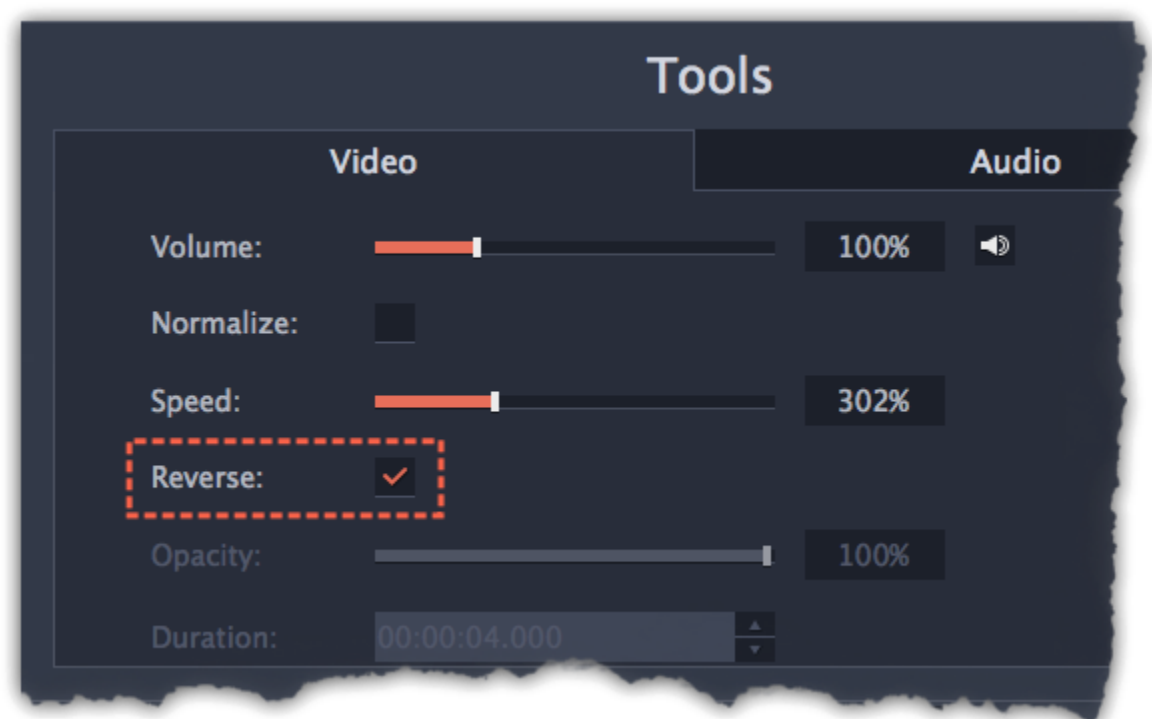 Tools
Video Audio
Volume: 100%
Normalize:
Speed: 302%
Reverse:
Opacity: 100%
Duration: 00:00:04.000